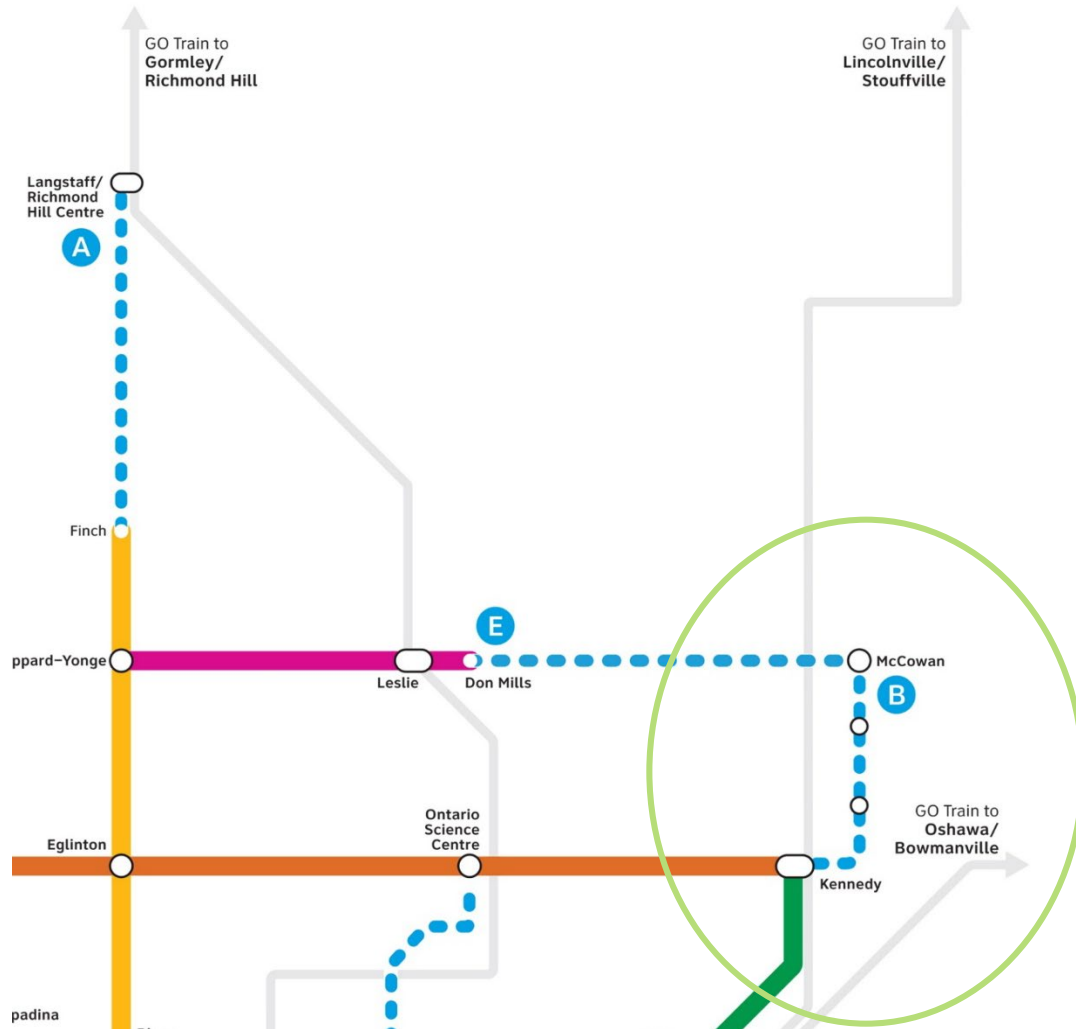 GO Train to
Gormley/
Richmond Hill
GO Train to
Lincolnville/
Stouffville
Langstaff/
Richmond
Hill Centre
A
Finch
E
ppard-Yonge
Leslie
Don Mills
McCowan
B
Ontario
Science
Centre
GO Train to
Oshawa/
Bowmanville
Eglinton
Kennedy
padina